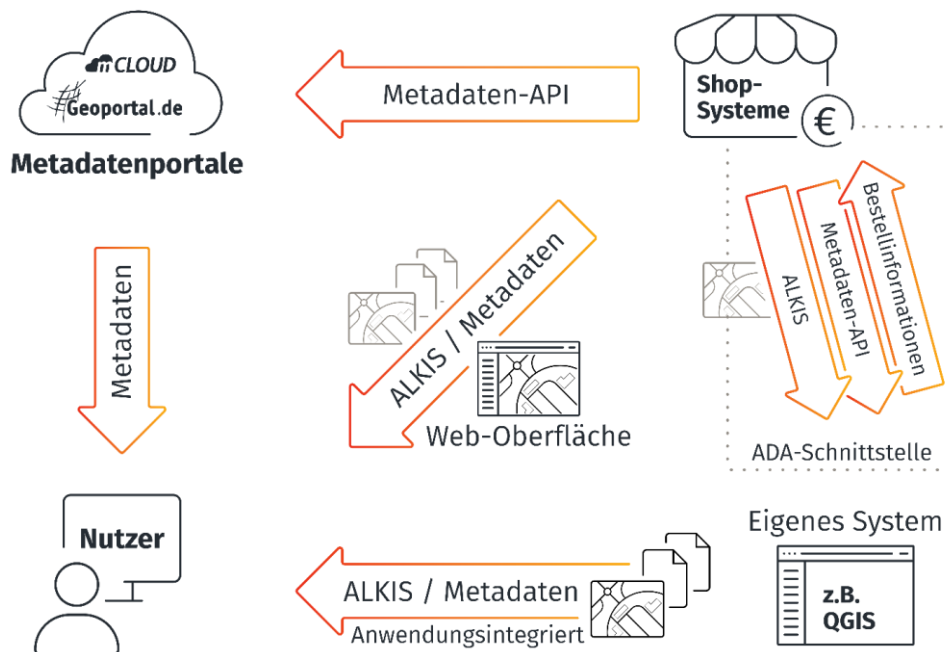 mCLOUD
Geoportal.de
Metadatenportale
Metadaten-API
Shop-
Systeme
€
Metadaten
ALKIS / Metadaten
Web-Oberfläche
ALKIS
Metadaten-API
Bestellinformationen
ADA-Schnittstelle
Nutzer
ALKIS / Metadaten
Anwendungsintegriert
Eigenes System
z.B.
QGIS